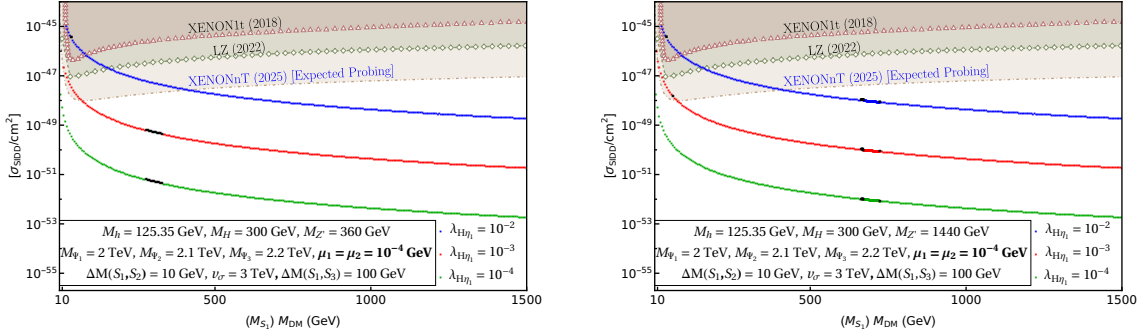 [σ_SIDD/cm²]
10⁻⁴⁵
10⁻⁴⁷
10⁻⁴⁹
10⁻⁵¹
10⁻⁵³
10⁻⁵⁵
XENON1t (2018)
LZ (2022)
XENONnT (2025) [Expected Probing]
M_h = 125.35 GeV, M_H = 300 GeV, M_Z' = 360 GeV
M_Ψ₁ = 2 TeV, M_Ψ₂ = 2.1 TeV, M_Ψ₃ = 2.2 TeV, μ₁ = μ₂ = 10⁻⁴ GeV
ΔM(S₁,S₂) = 10 GeV, v_σ = 3 TeV, ΔM(S₁,S₃) = 100 GeV
λ_Hη₁ = 10⁻²
λ_Hη₁ = 10⁻³
λ_Hη₁ = 10⁻⁴
10 500 1000 1500
(M_S₁) M_DM (GeV)
[σ_SIDD/cm²]
10⁻⁴⁵
10⁻⁴⁷
10⁻⁴⁹
10⁻⁵¹
10⁻⁵³
10⁻⁵⁵
XENON1t (2018)
LZ (2022)
XENONnT (2025) [Expected Probing]
M_h = 125.35 GeV, M_H = 300 GeV, M_Z' = 1440 GeV
M_Ψ₁ = 2 TeV, M_Ψ₂ = 2.1 TeV, M_Ψ₃ = 2.2 TeV, μ₁ = μ₂ = 10⁻⁴ GeV
ΔM(S₁,S₂) = 10 GeV, v_σ = 3 TeV, ΔM(S₁,S₃) = 100 GeV
λ_Hη₁ = 10⁻²
λ_Hη₁ = 10⁻³
λ_Hη₁ = 10⁻⁴
10 500 1000 1500
(M_S₁) M_DM (GeV)